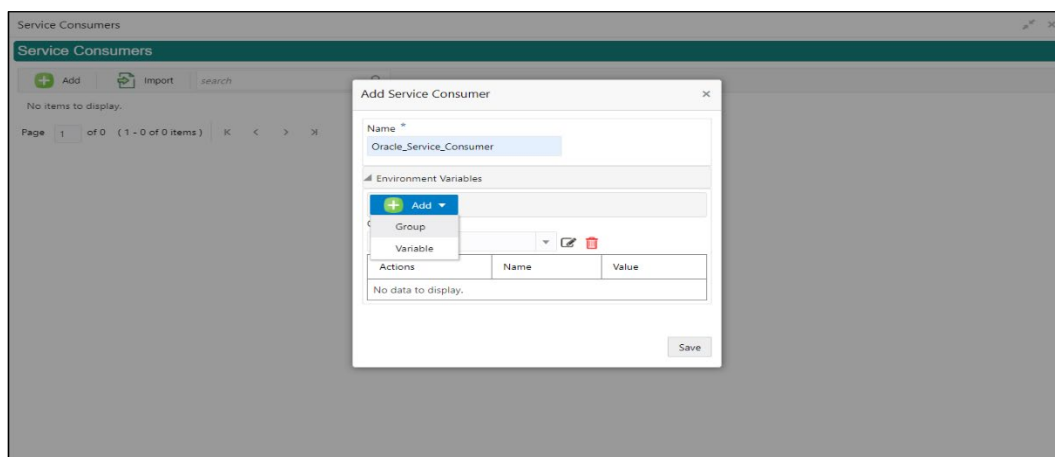 Service Consumers
Service Consumers
Add
Import
search
No items to display.
Page 1 of 0 ( 1 - 0 of 0 items )
Add Service Consumer
Name *
Oracle_Service_Consumer
Environment Variables
Add
Group
Variable
Actions Name Value
No data to display.
Save